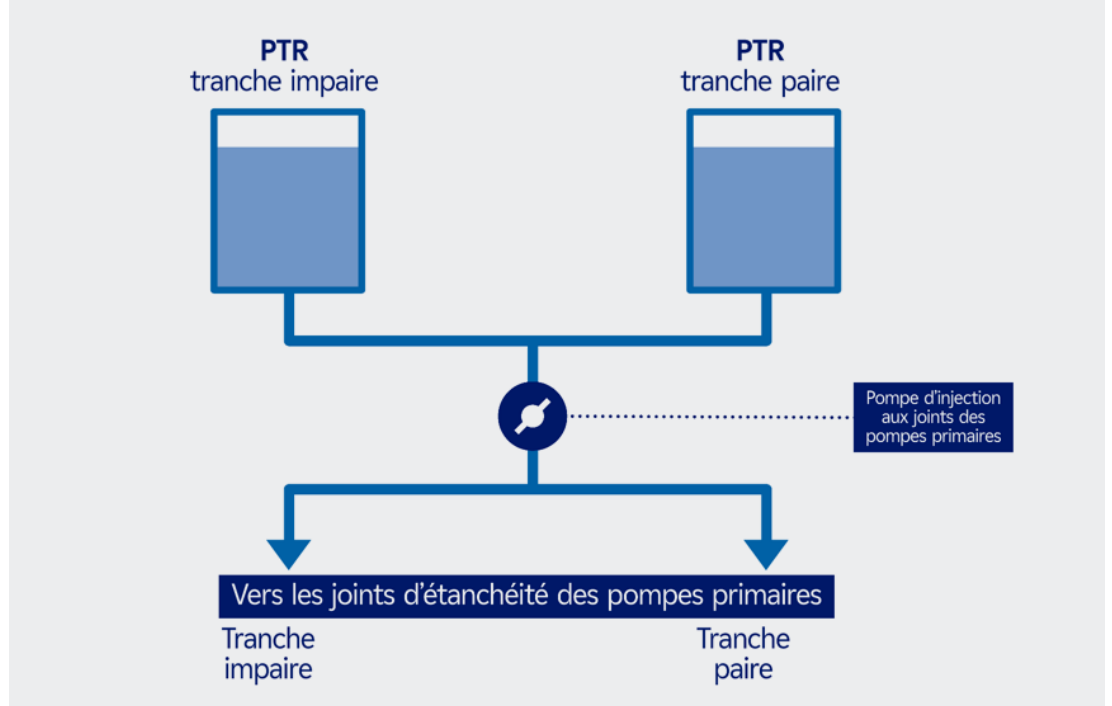 PTR
tranche impaire
PTR
tranche paire
Pompe d'injection
aux joints des
pompes primaires
Vers les joints d'étanchéité des pompes primaires
Tranche
impaire
Tranche
paire